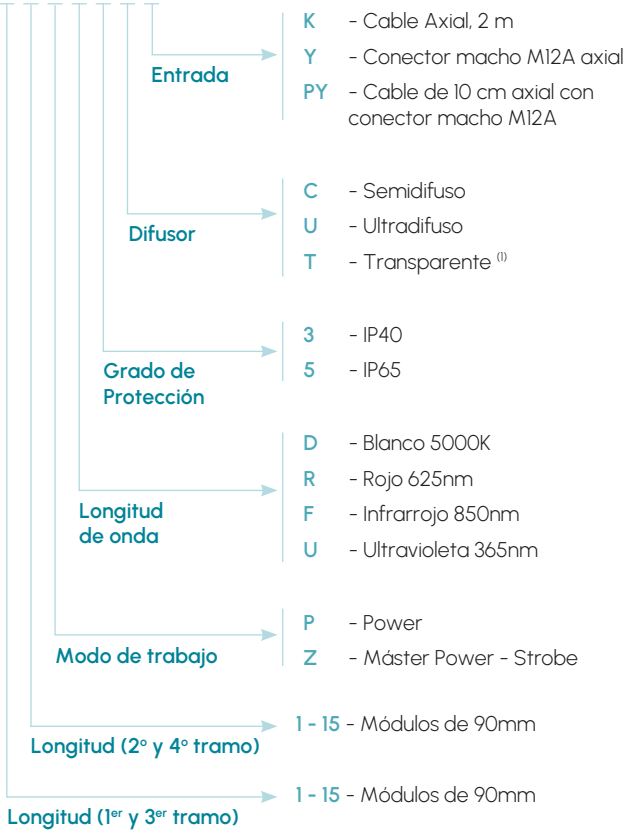 K - Cable Axial, 2 m
Y - Conector macho M12A axial
Entrada
PY - Cable de 10 cm axial con
conector macho M12A
C - Semidifuso
U - Ultradifuso
Difusor
T - Transparente (1)
3 - IP40
5 - IP65
Grado de
Protección
D - Blanco 5000K
R - Rojo 625nm
F - Infrarrojo 850nm
U - Ultravioleta 365nm
Longitud
de onda
P - Power
Z - Máster Power - Strobe
Modo de trabajo
1 - 15 - Módulos de 90mm
Longitud (2º y 4º tramo)
1 - 15 - Módulos de 90mm
Longitud (1er y 3er tramo)